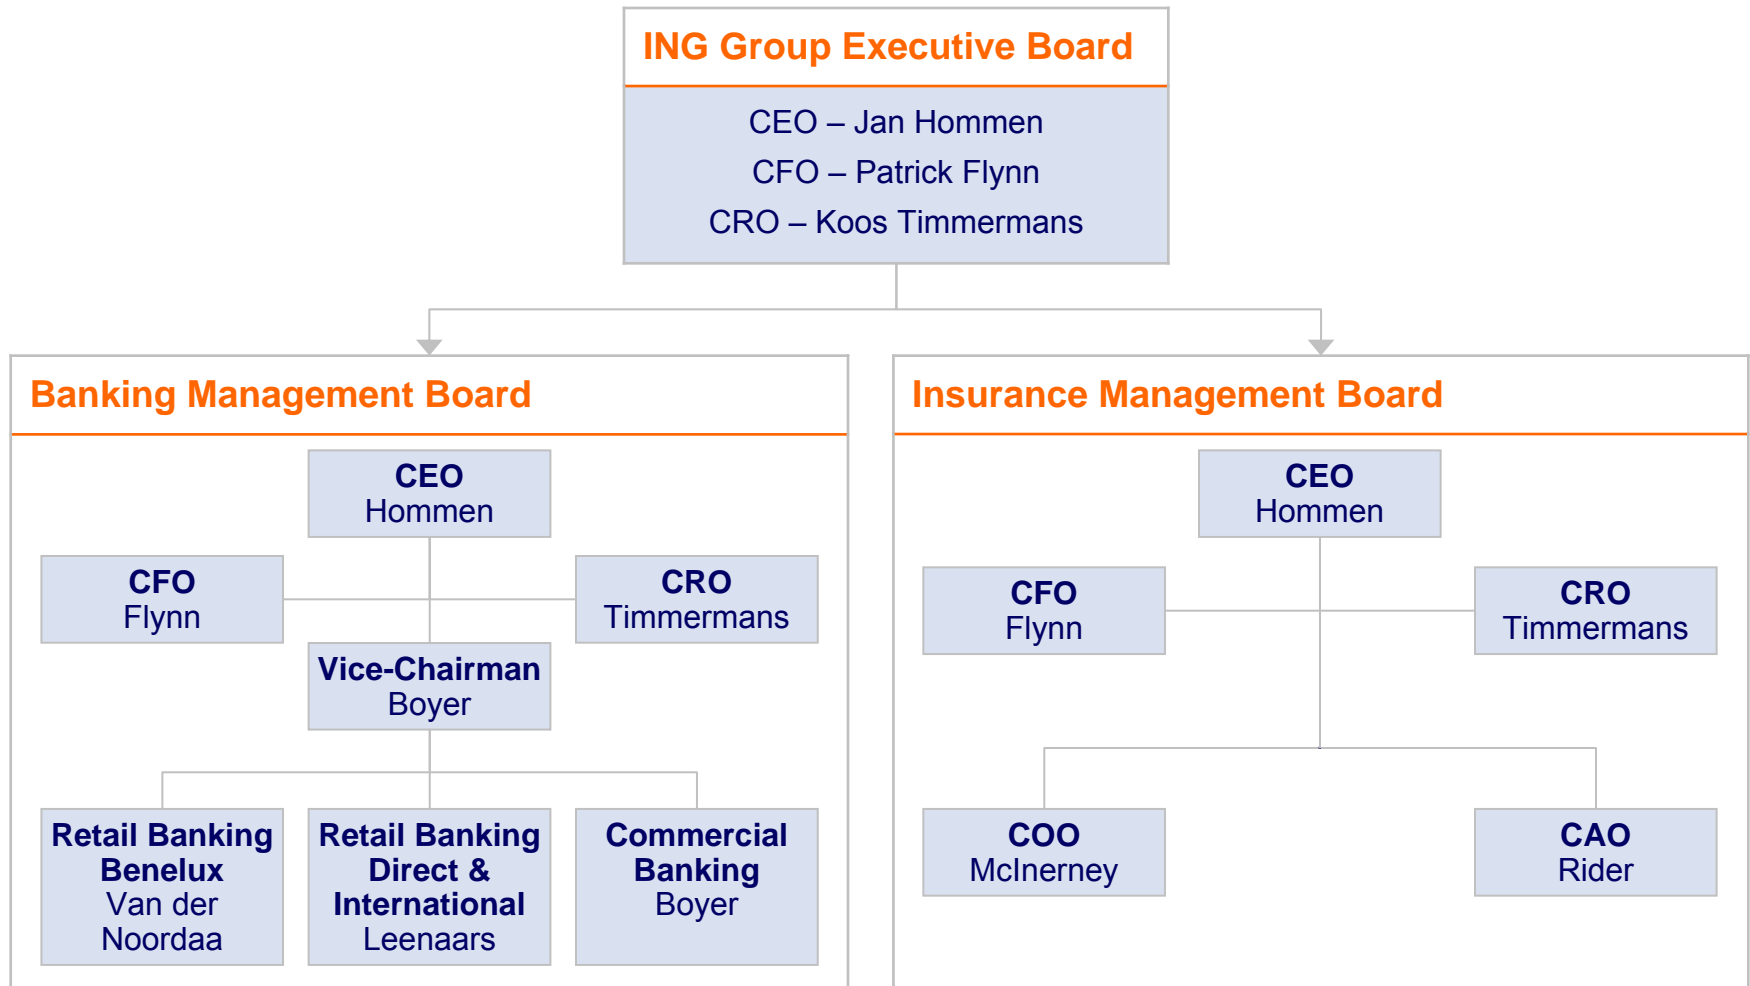 ING Group Executive Board
CEO – Jan Hommen
CFO – Patrick Flynn
CRO – Koos Timmermans
Banking Management Board
CEO
Hommen
CFO
Flynn
CRO
Timmermans
Vice-Chairman
Boyer
Retail Banking
Benelux
Van der
Noordaa
Retail Banking
Direct &
International
Leenaars
Commercial
Banking
Boyer
Insurance Management Board
CEO
Hommen
CFO
Flynn
CRO
Timmermans
COO
McInerney
CAO
Rider